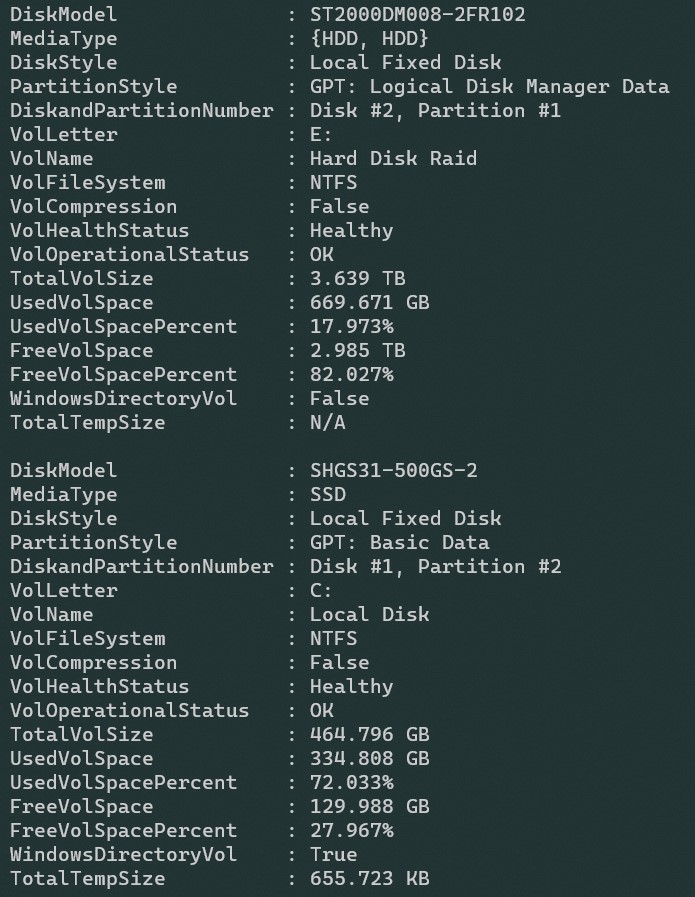 DiskModel              : ST2000DM008-2FR102
MediaType              : {HDD, HDD}
DiskStyle              : Local Fixed Disk
PartitionStyle         : GPT: Logical Disk Manager Data
DiskandPartitionNumber : Disk #2, Partition #1
VolLetter              : E:
VolName                : Hard Disk Raid
VolFileSystem          : NTFS
VolCompression         : False
VolHealthStatus        : Healthy
VolOperationalStatus   : OK
TotalVolSize           : 3.639 TB
UsedVolSpace           : 669.671 GB
UsedVolSpacePercent    : 17.973%
FreeVolSpace           : 2.985 TB
FreeVolSpacePercent    : 82.027%
WindowsDirectoryVol    : False
TotalTempSize          : N/A

DiskModel              : SHGS31-500GS-2
MediaType              : SSD
DiskStyle              : Local Fixed Disk
PartitionStyle         : GPT: Basic Data
DiskandPartitionNumber : Disk #1, Partition #2
VolLetter              : C:
VolName                : Local Disk
VolFileSystem          : NTFS
VolCompression         : False
VolHealthStatus        : Healthy
VolOperationalStatus   : OK
TotalVolSize           : 464.796 GB
UsedVolSpace           : 334.808 GB
UsedVolSpacePercent    : 72.033%
FreeVolSpace           : 129.988 GB
FreeVolSpacePercent    : 27.967%
WindowsDirectoryVol    : True
TotalTempSize          : 655.723 KB